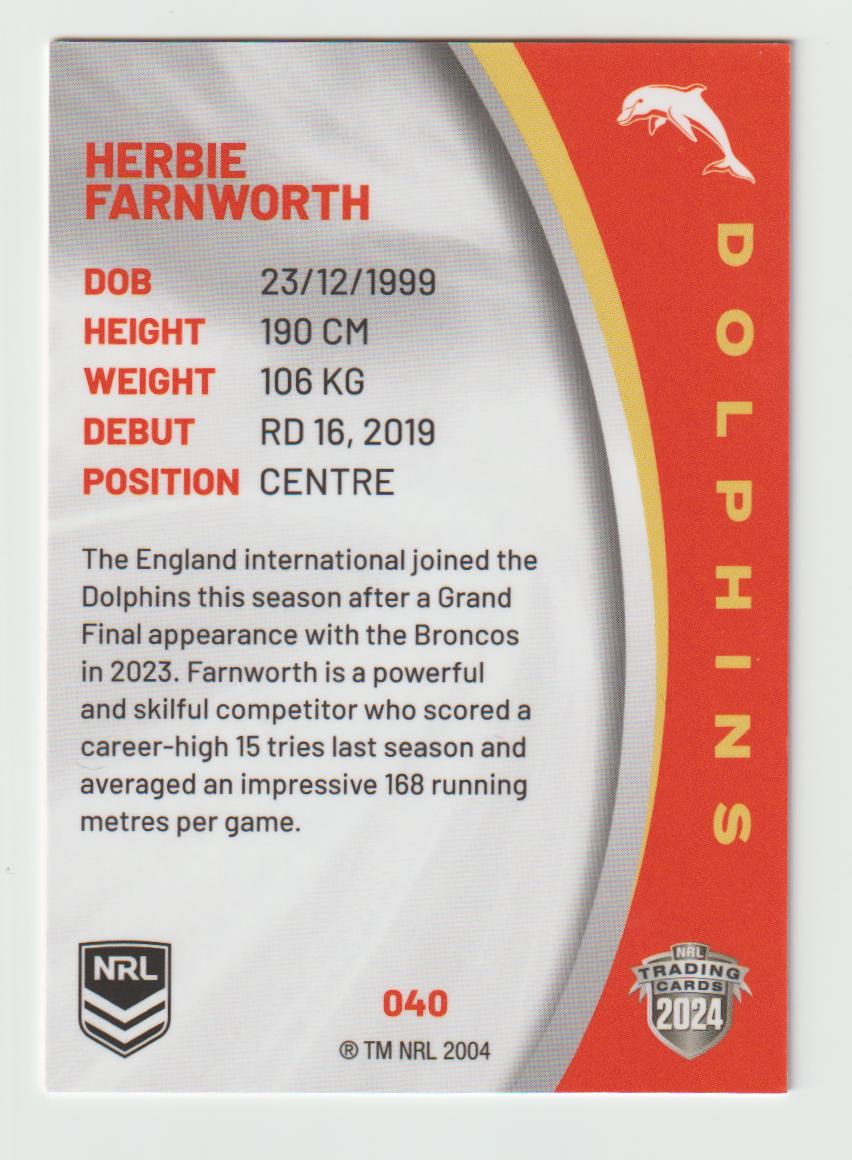 HERBIE
FARNWORTH
DOB 23/12/1999
HEIGHT 190 CM
WEIGHT 106 KG
DEBUT RD 16, 2019
POSITION CENTRE
The England international joined the
Dolphins this season after a Grand
Final appearance with the Broncos
in 2023. Farnworth is a powerful
and skilful competitor who scored a
career-high 15 tries last season and
averaged an impressive 168 running
metres per game.
DOLPHINS
NRL
040
® TM NRL 2004
NRL
TRADING
CARDS
2024